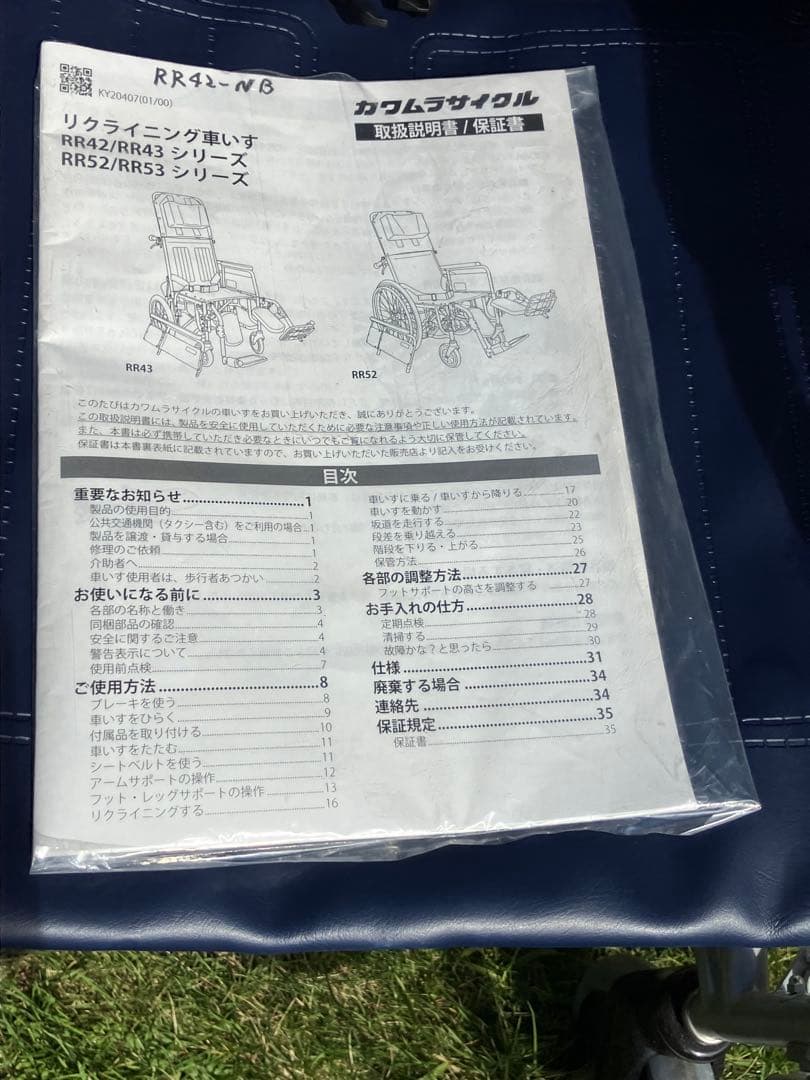 RR42-NB
KY20407(01/00)
カワムラサイクル
取扱説明書/保証書
リクライニング車いす
RR42/RR43 シリーズ
RR52/RR53 シリーズ
RR43
RR52
このたびはカワムラサイクルの車いすをお買い上げいただき、誠にありがとうございます。
この取扱説明書には、製品を安全に使用していただくために必要な注意事項や正しい使用方法が記載されています。
また、本書は必ず携帯していただき必要なときにいつでもご覧になれるよう大切に保管してください。
保証書は本書裏表紙に記載されていますので、お買い上げいただいた販売店より記入をお受けください。
目次
重要なお知らせ 1
製品の使用目的 1
公共交通機関(タクシー含む)をご利用の場合 1
製品を譲渡・貸与する場合 1
修理のご依頼 1
介助者へ 2
車いす使用者は、歩行者あつかい 2
お使いになる前に 3
各部の名称と働き 3
同梱部品の確認 4
安全に関するご注意 4
警告表示について 4
使用前点検 7
ご使用方法 8
ブレーキを使う 8
車いすをひらく 9
付属品を取り付ける 10
車いすをたたむ 11
シートベルトを使う 11
アームサポートの操作 12
フット・レッグサポートの操作 13
リクライニングする 16
車いすに乗る/車いすから降りる 17
車いすを動かす 20
坂道を走行する 22
段差を乗り越える 23
階段を下りる・上がる 25
保管方法 26
各部の調整方法 27
フットサポートの高さを調整する 27
お手入れの仕方 28
定期点検 28
清掃する 29
故障かな?と思ったら 30
仕様 31
廃棄する場合 34
連絡先 34
保証規定 35
保証書 35